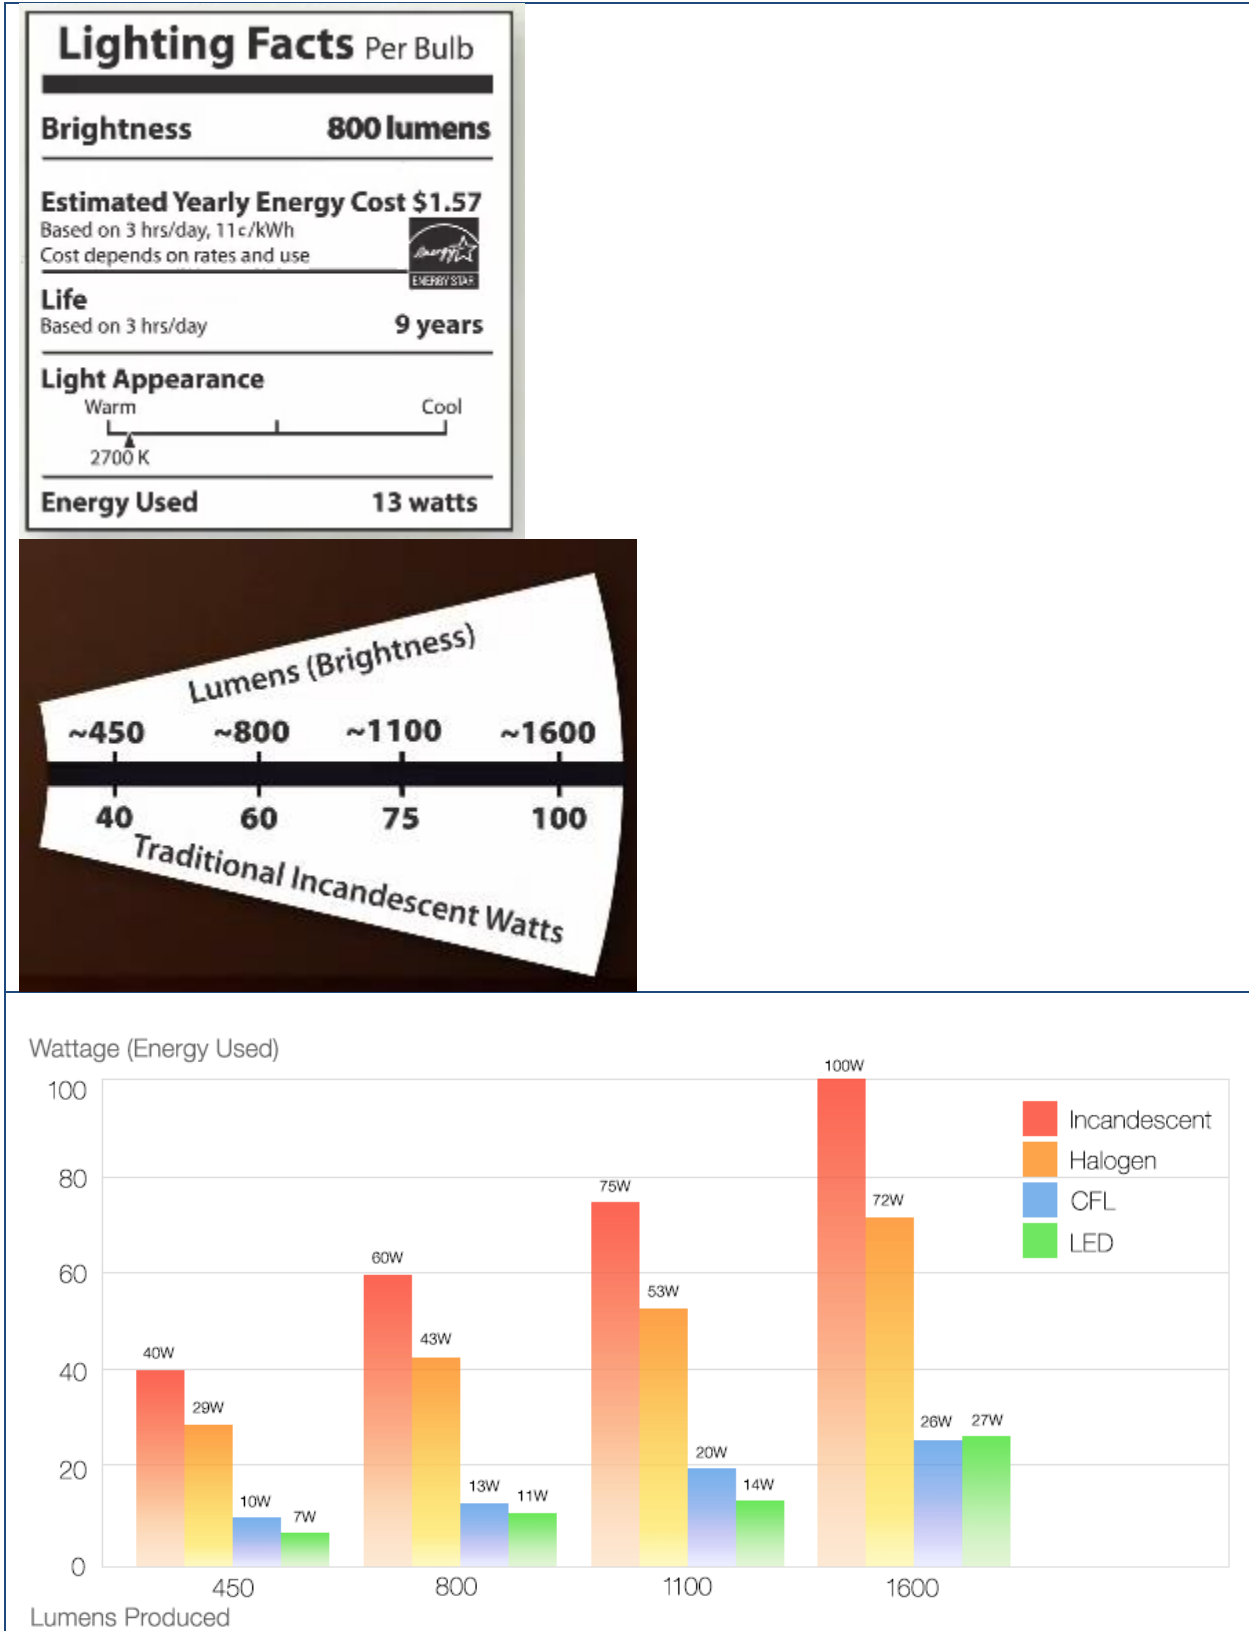 Lighting Facts Per Bulb
Brightness 800 lumens
Estimated Yearly Energy Cost $1.57
Based on 3 hrs/day, 11¢/kWh
Cost depends on rates and use
energy
ENERGY STAR
Life
Based on 3 hrs/day 9 years
Light Appearance
Warm Cool
2700 K
Energy Used 13 watts
Lumens (Brightness)
~450 ~800 ~1100 ~1600
40 60 75 100
Traditional Incandescent Watts
Wattage (Energy Used)
100
80
60
40
20
0
40W 29W 10W 7W
60W 43W 13W 11W
75W 53W 20W 14W
100W 72W 26W 27W
Incandescent
Halogen
CFL
LED
450 800 1100 1600
Lumens Produced